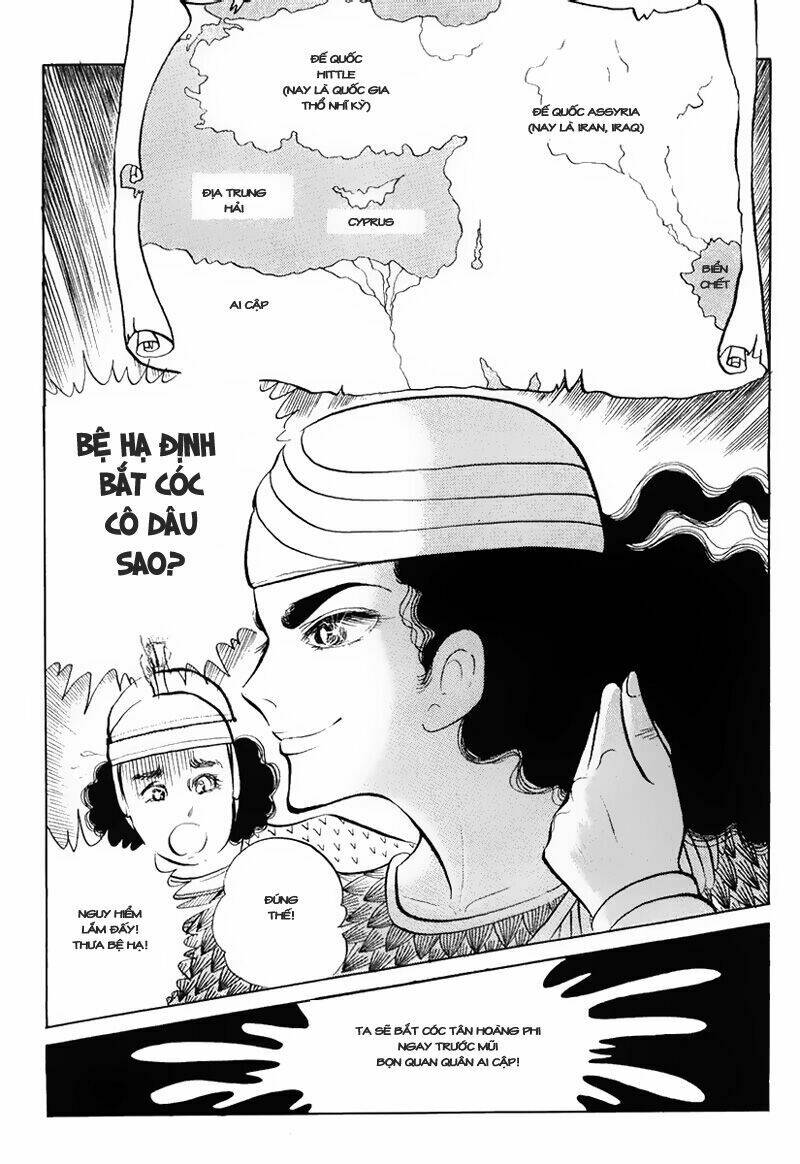 ĐẾ QUỐC
HITTLE
(NAY LÀ QUỐC GIA
THỔ NHĨ KỲ)
ĐẾ QUỐC ASSYRIA
(NAY LÀ IRAN, IRAQ)
ĐỊA TRUNG
HẢI
CYPRUS
BIỂN
CHẾT
AI CẬP
BỆ HẠ ĐỊNH
BẮT CÓC
CÔ DÂU
SAO?
NGUY HIỂM
LẮM ĐẤY!
THƯA BỆ HẠ!
ĐÚNG
THẾ!
TA SẼ BẮT CÓC TÂN HOÀNG PHI
NGAY TRƯỚC MŨI
BỌN QUAN QUÂN AI CẬP!